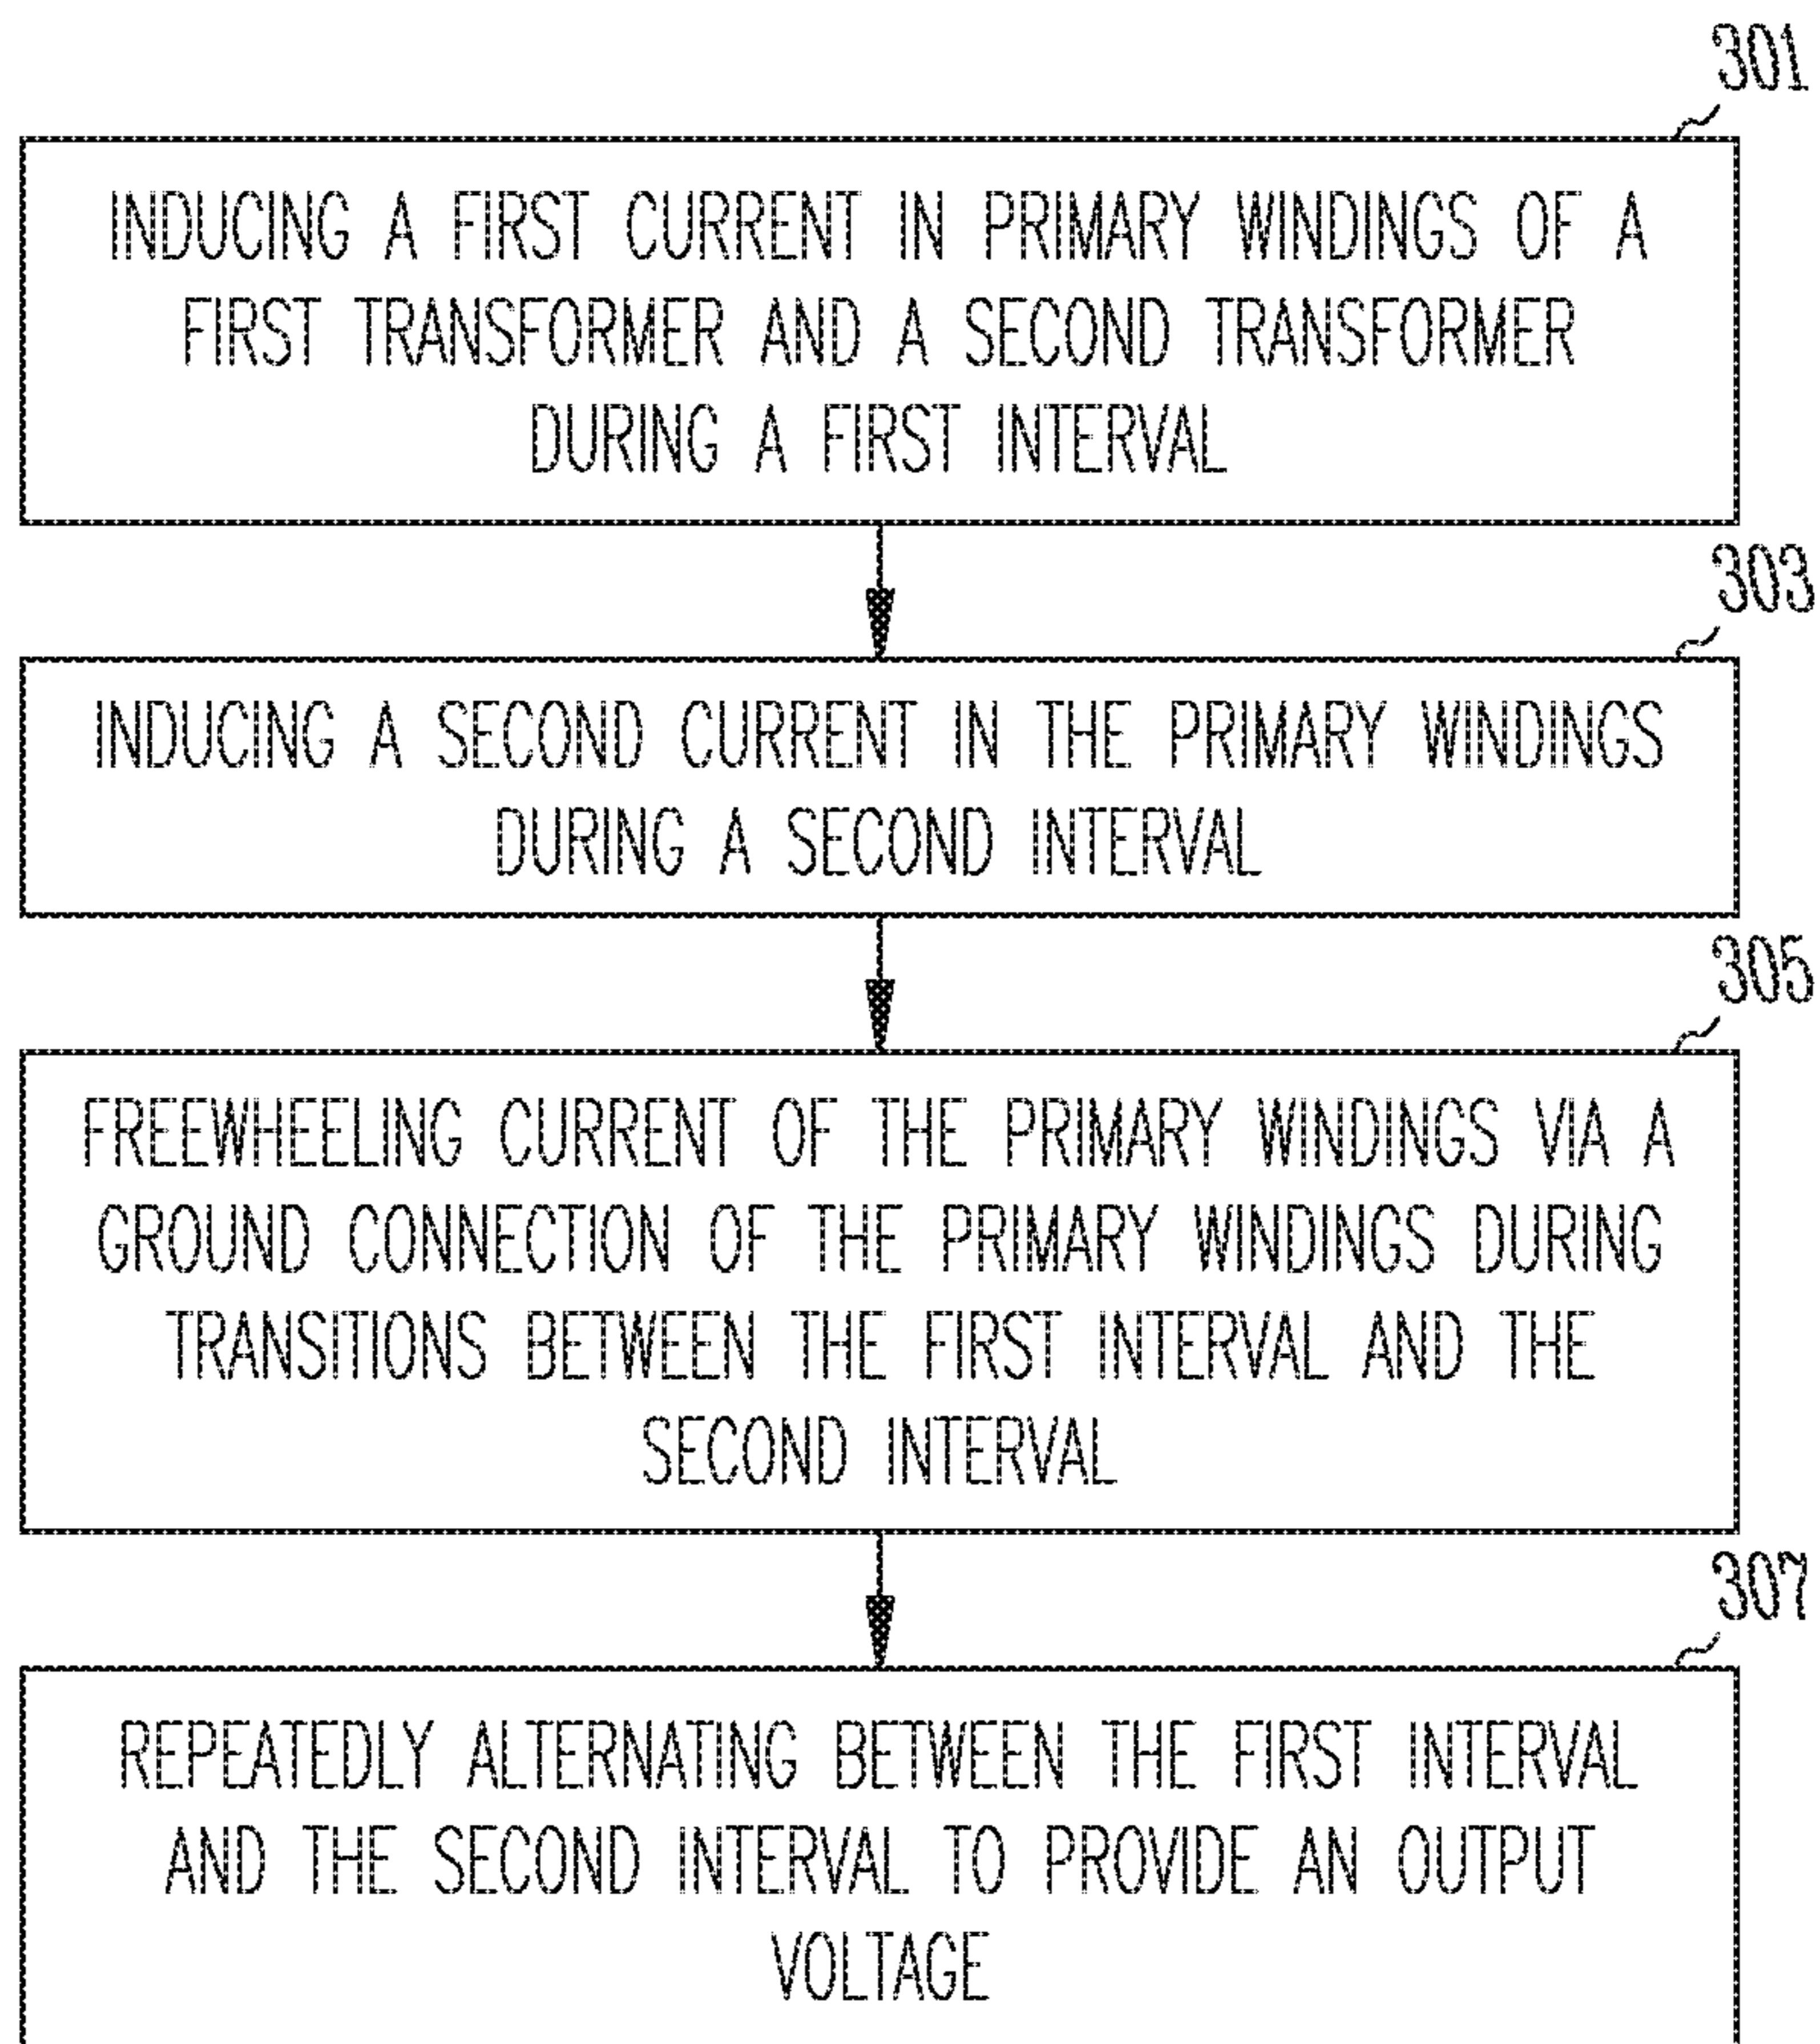 301
INDUCING A FIRST CURRENT IN PRIMARY WINDINGS OF A
FIRST TRANSFORMER AND A SECOND TRANSFORMER
DURING A FIRST INTERVAL
303
INDUCING A SECOND CURRENT IN THE PRIMARY WINDINGS
DURING A SECOND INTERVAL
305
FREEWHEELING CURRENT OF THE PRIMARY WINDINGS VIA A
GROUND CONNECTION OF THE PRIMARY WINDINGS DURING
TRANSITIONS BETWEEN THE FIRST INTERVAL AND THE
SECOND INTERVAL
307
REPEATEDLY ALTERNATING BETWEEN THE FIRST INTERVAL
AND THE SECOND INTERVAL TO PROVIDE AN OUTPUT
VOLTAGE